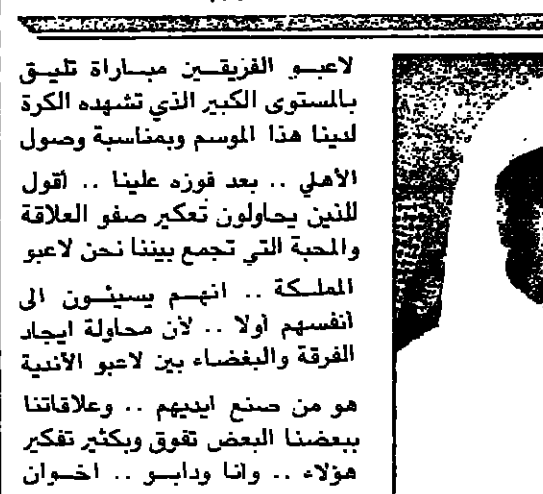 لاعبو الفريقين مباراة تليق
بالمستوى الكبير الذي تشهده الكرة
لدينا هذا الموسم وبمناسبة وصول
الأهلي .. بعد فوزه علينا .. أقول
للذين يحاولون تعكير صفو العلاقة
والمحبة التي تجمع بيننا نحن لاعبو
المملكة .. انهم يسيئون الى
أنفسهم أولا .. لأن محاولة ايجاد
الفرقة والبغضاء بين لاعبو الأندية
هو من صنع ايديهم .. وعلاقاتنا
ببعضنا البعض تفوق وبكثير تفكير
هؤلاء .. وانا ودابو .. اخوان